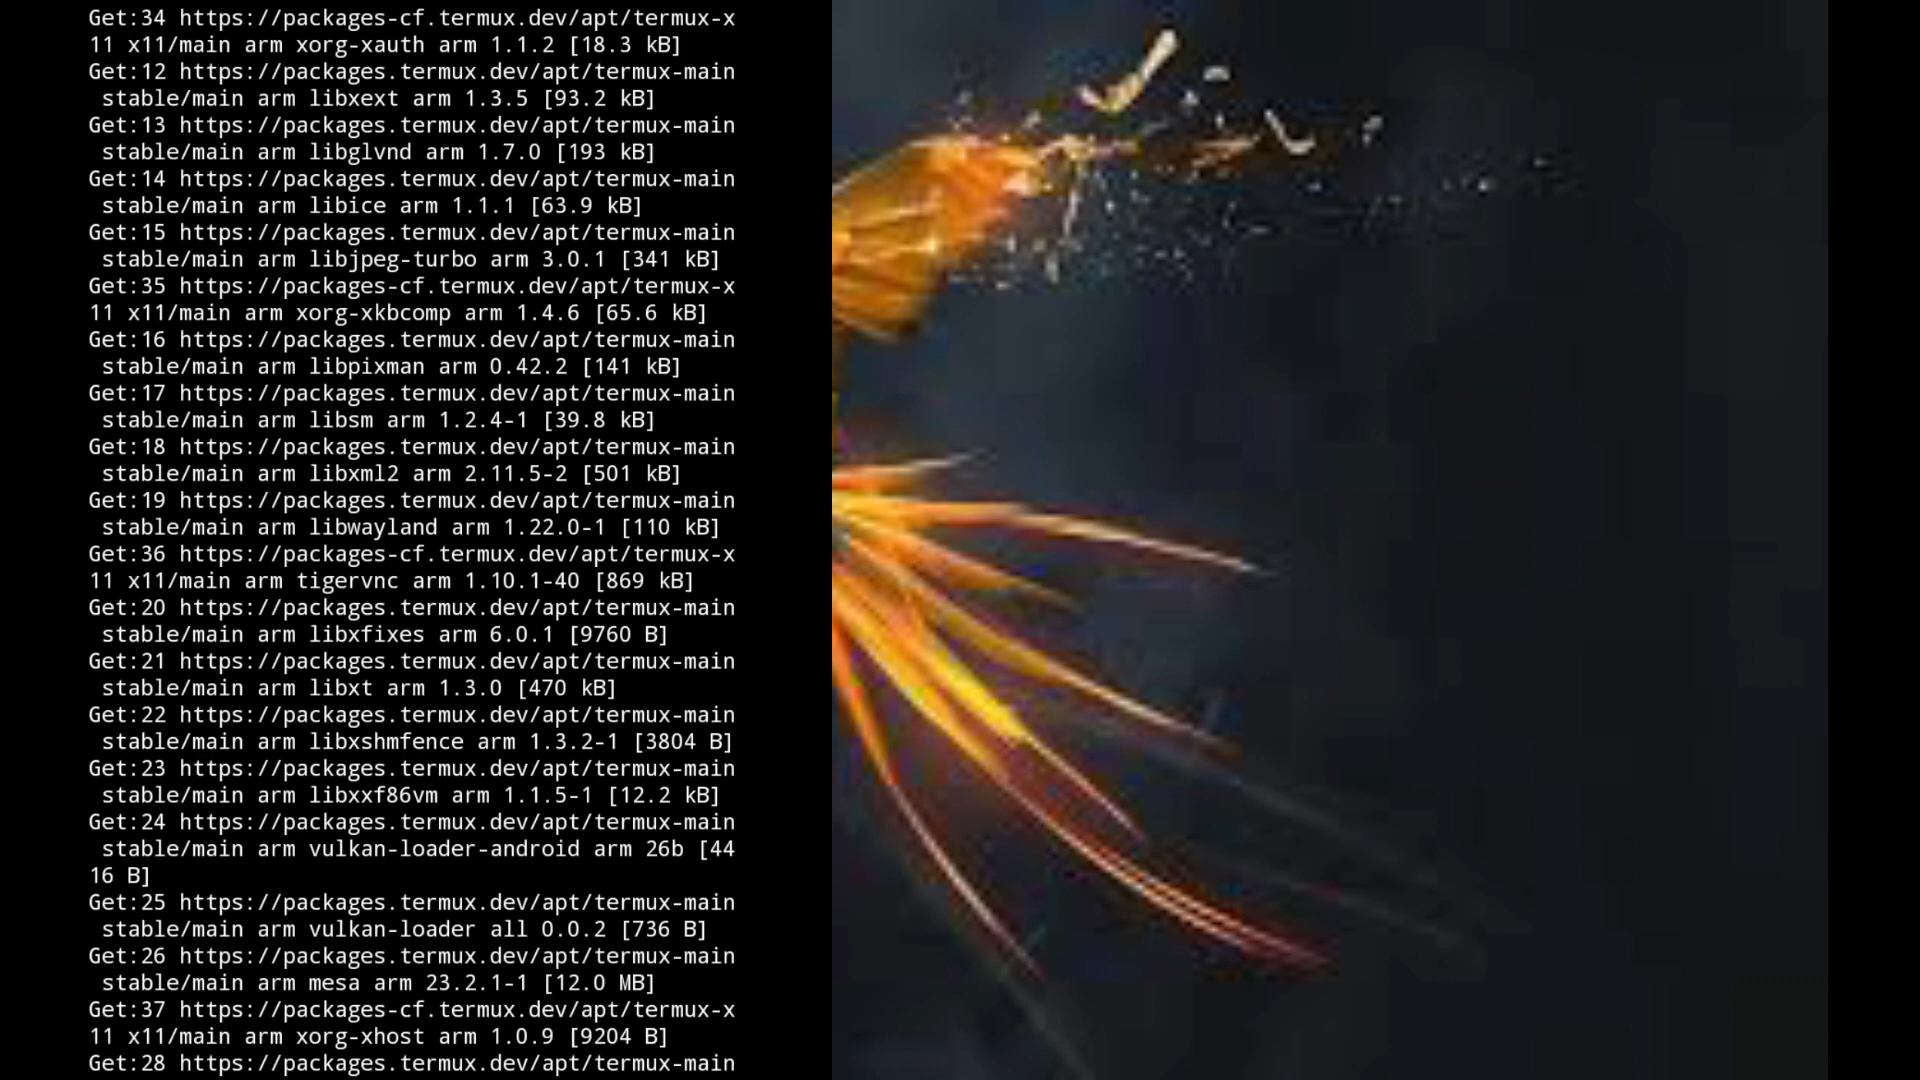 Get:34 https://packages-cf.termux.dev/apt/termux-x
11 x11/main arm xorg-xauth arm 1.1.2 [18.3 kB]
Get:12 https://packages.termux.dev/apt/termux-main
 stable/main arm libxext arm 1.3.5 [93.2 kB]
Get:13 https://packages.termux.dev/apt/termux-main
 stable/main arm libglvnd arm 1.7.0 [193 kB]
Get:14 https://packages.termux.dev/apt/termux-main
 stable/main arm libice arm 1.1.1 [63.9 kB]
Get:15 https://packages.termux.dev/apt/termux-main
 stable/main arm libjpeg-turbo arm 3.0.1 [341 kB]
Get:35 https://packages-cf.termux.dev/apt/termux-x
11 x11/main arm xorg-xkbcomp arm 1.4.6 [65.6 kB]
Get:16 https://packages.termux.dev/apt/termux-main
 stable/main arm libpixman arm 0.42.2 [141 kB]
Get:17 https://packages.termux.dev/apt/termux-main
 stable/main arm libsm arm 1.2.4-1 [39.8 kB]
Get:18 https://packages.termux.dev/apt/termux-main
 stable/main arm libxml2 arm 2.11.5-2 [501 kB]
Get:19 https://packages.termux.dev/apt/termux-main
 stable/main arm libwayland arm 1.22.0-1 [110 kB]
Get:36 https://packages-cf.termux.dev/apt/termux-x
11 x11/main arm tigervnc arm 1.10.1-40 [869 kB]
Get:20 https://packages.termux.dev/apt/termux-main
 stable/main arm libxfixes arm 6.0.1 [9760 B]
Get:21 https://packages.termux.dev/apt/termux-main
 stable/main arm libxt arm 1.3.0 [470 kB]
Get:22 https://packages.termux.dev/apt/termux-main
 stable/main arm libxshmfence arm 1.3.2-1 [3804 B]
Get:23 https://packages.termux.dev/apt/termux-main
 stable/main arm libxxf86vm arm 1.1.5-1 [12.2 kB]
Get:24 https://packages.termux.dev/apt/termux-main
 stable/main arm vulkan-loader-android arm 26b [44
16 B]
Get:25 https://packages.termux.dev/apt/termux-main
 stable/main arm vulkan-loader all 0.0.2 [736 B]
Get:26 https://packages.termux.dev/apt/termux-main
 stable/main arm mesa arm 23.2.1-1 [12.0 MB]
Get:37 https://packages-cf.termux.dev/apt/termux-x
11 x11/main arm xorg-xhost arm 1.0.9 [9204 B]
Get:28 https://packages.termux.dev/apt/termux-main